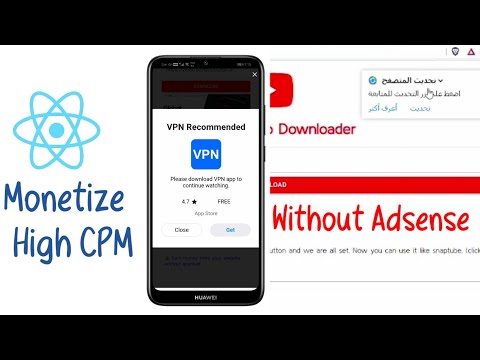 Monetize
High CPM
VPN Recommended
VPN
Please download VPN app to
continue watching.
4.7 ★ FREE
App Store
Close
Get
HUAWEI
تحديث المتصفح
اضغط على زر التحديث للمتابعة
تحديث
أعرف أكثر
Downloader
LOAD
Without Adsense
button and we are all set. Now you can use it like snaptube. (click